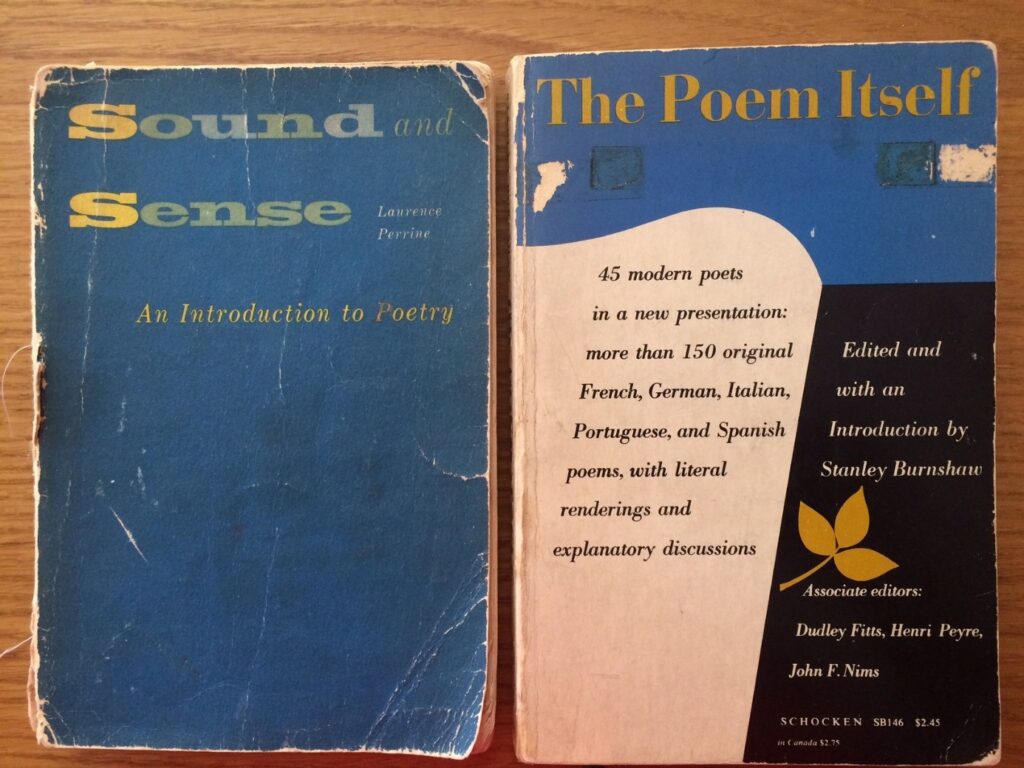 Sound and
Sense
Laurence
Perrine
An Introduction to Poetry
The Poem Itself
45 modern poets
in a new presentation:
more than 150 original
French, German, Italian,
Portuguese, and Spanish
poems, with literal
renderings and
explanatory discussions
Edited and
with an
Introduction by
Stanley Burnshaw
Associate editors:
Dudley Fitts, Henri Peyre,
John F. Nims
SCHOCKEN SB146 $2.45
in Canada $2.75